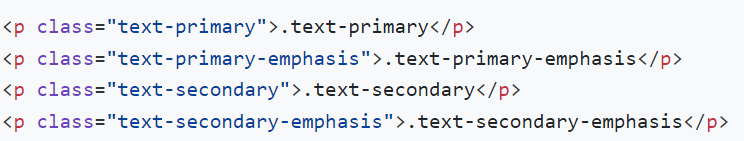 <p class="text-primary">.text-primary</p>
<p class="text-primary-emphasis">.text-primary-emphasis</p>
<p class="text-secondary">.text-secondary</p>
<p class="text-secondary-emphasis">.text-secondary-emphasis</p>